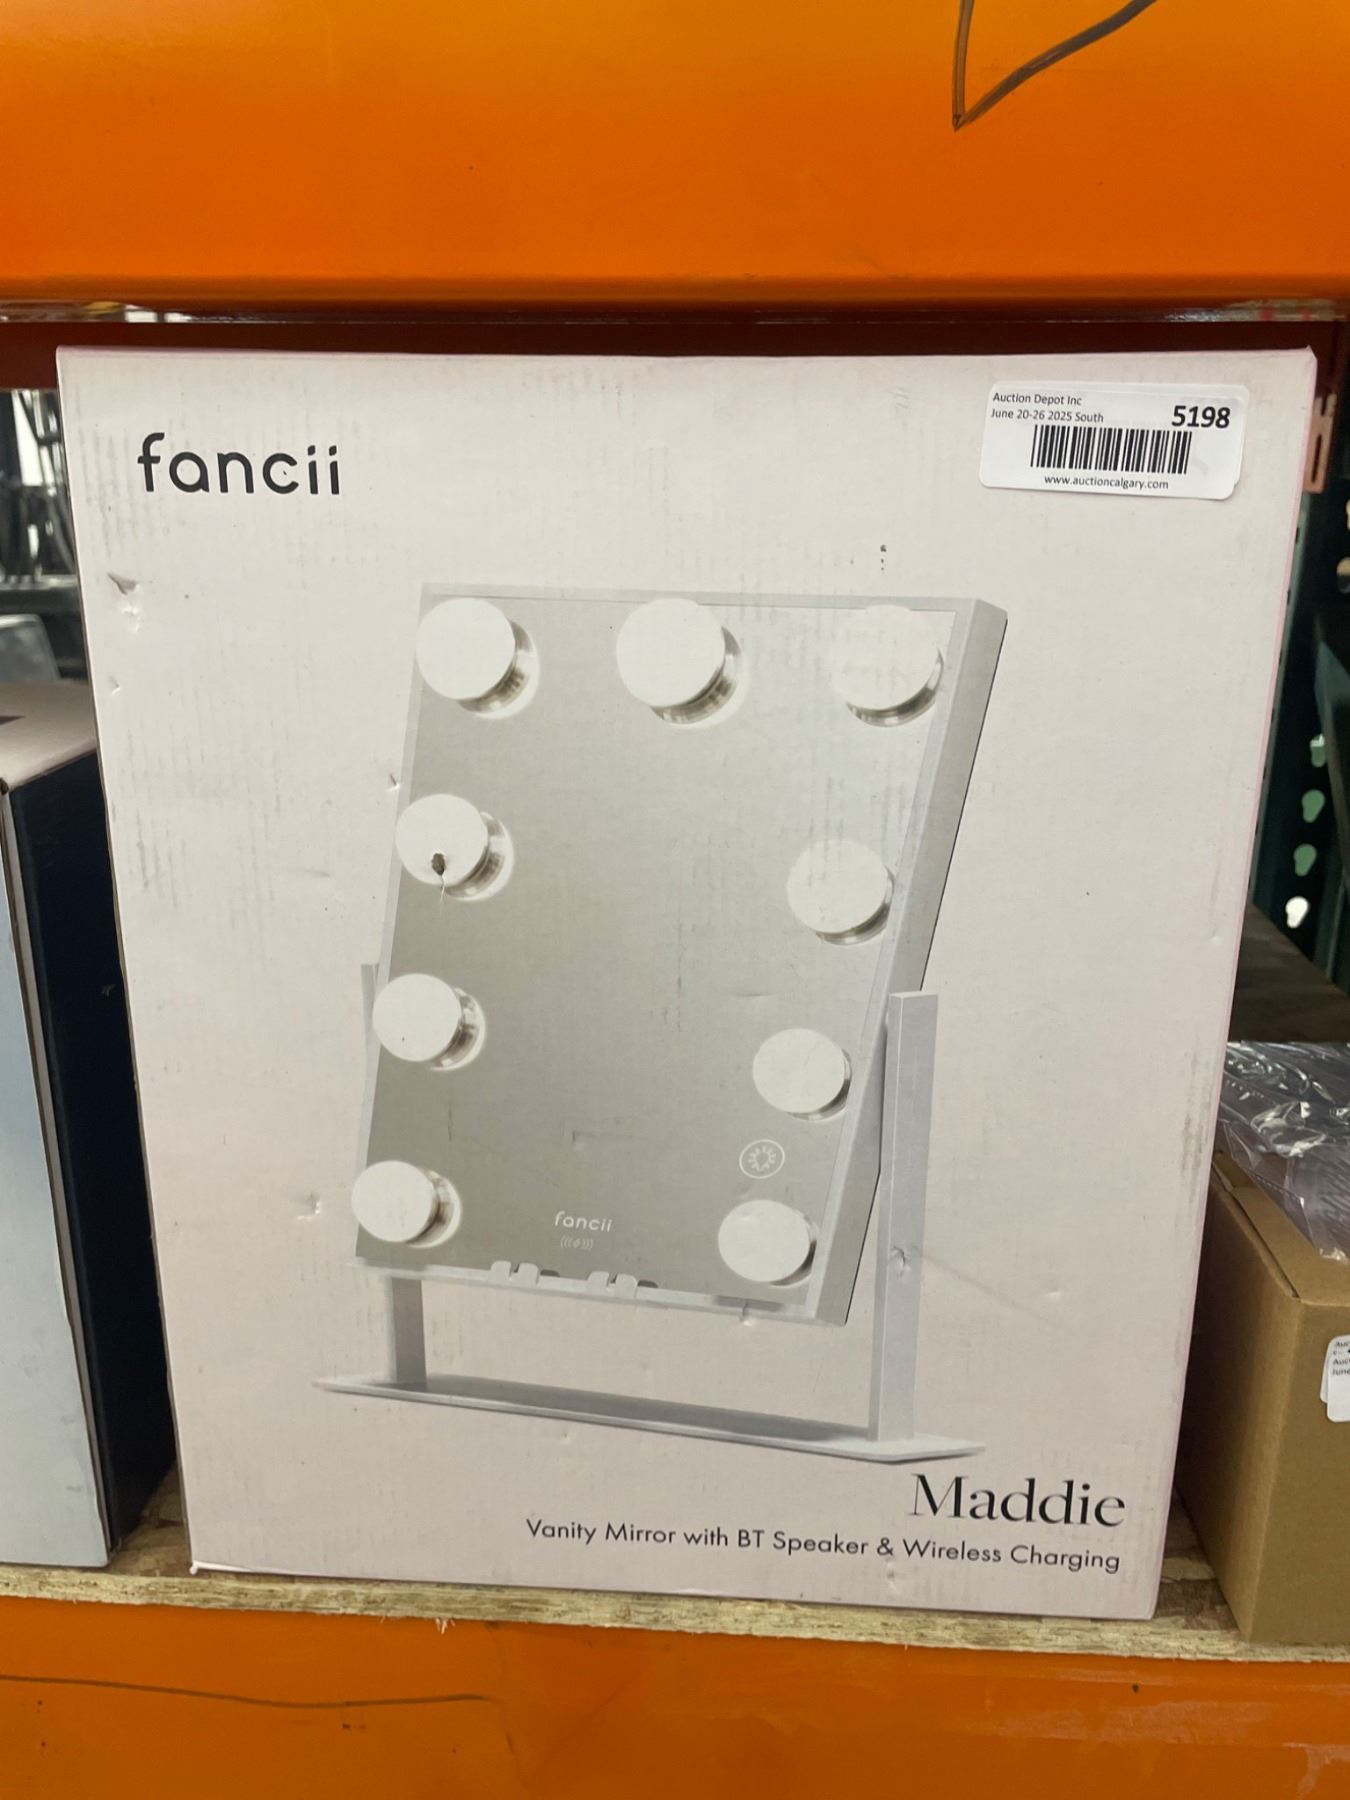 fancii
Auction Depot Inc
June 20-26 2025 South
5198
www.auctioncalgary.com
fancii
Maddie
Vanity Mirror with BT Speaker & Wireless Charging